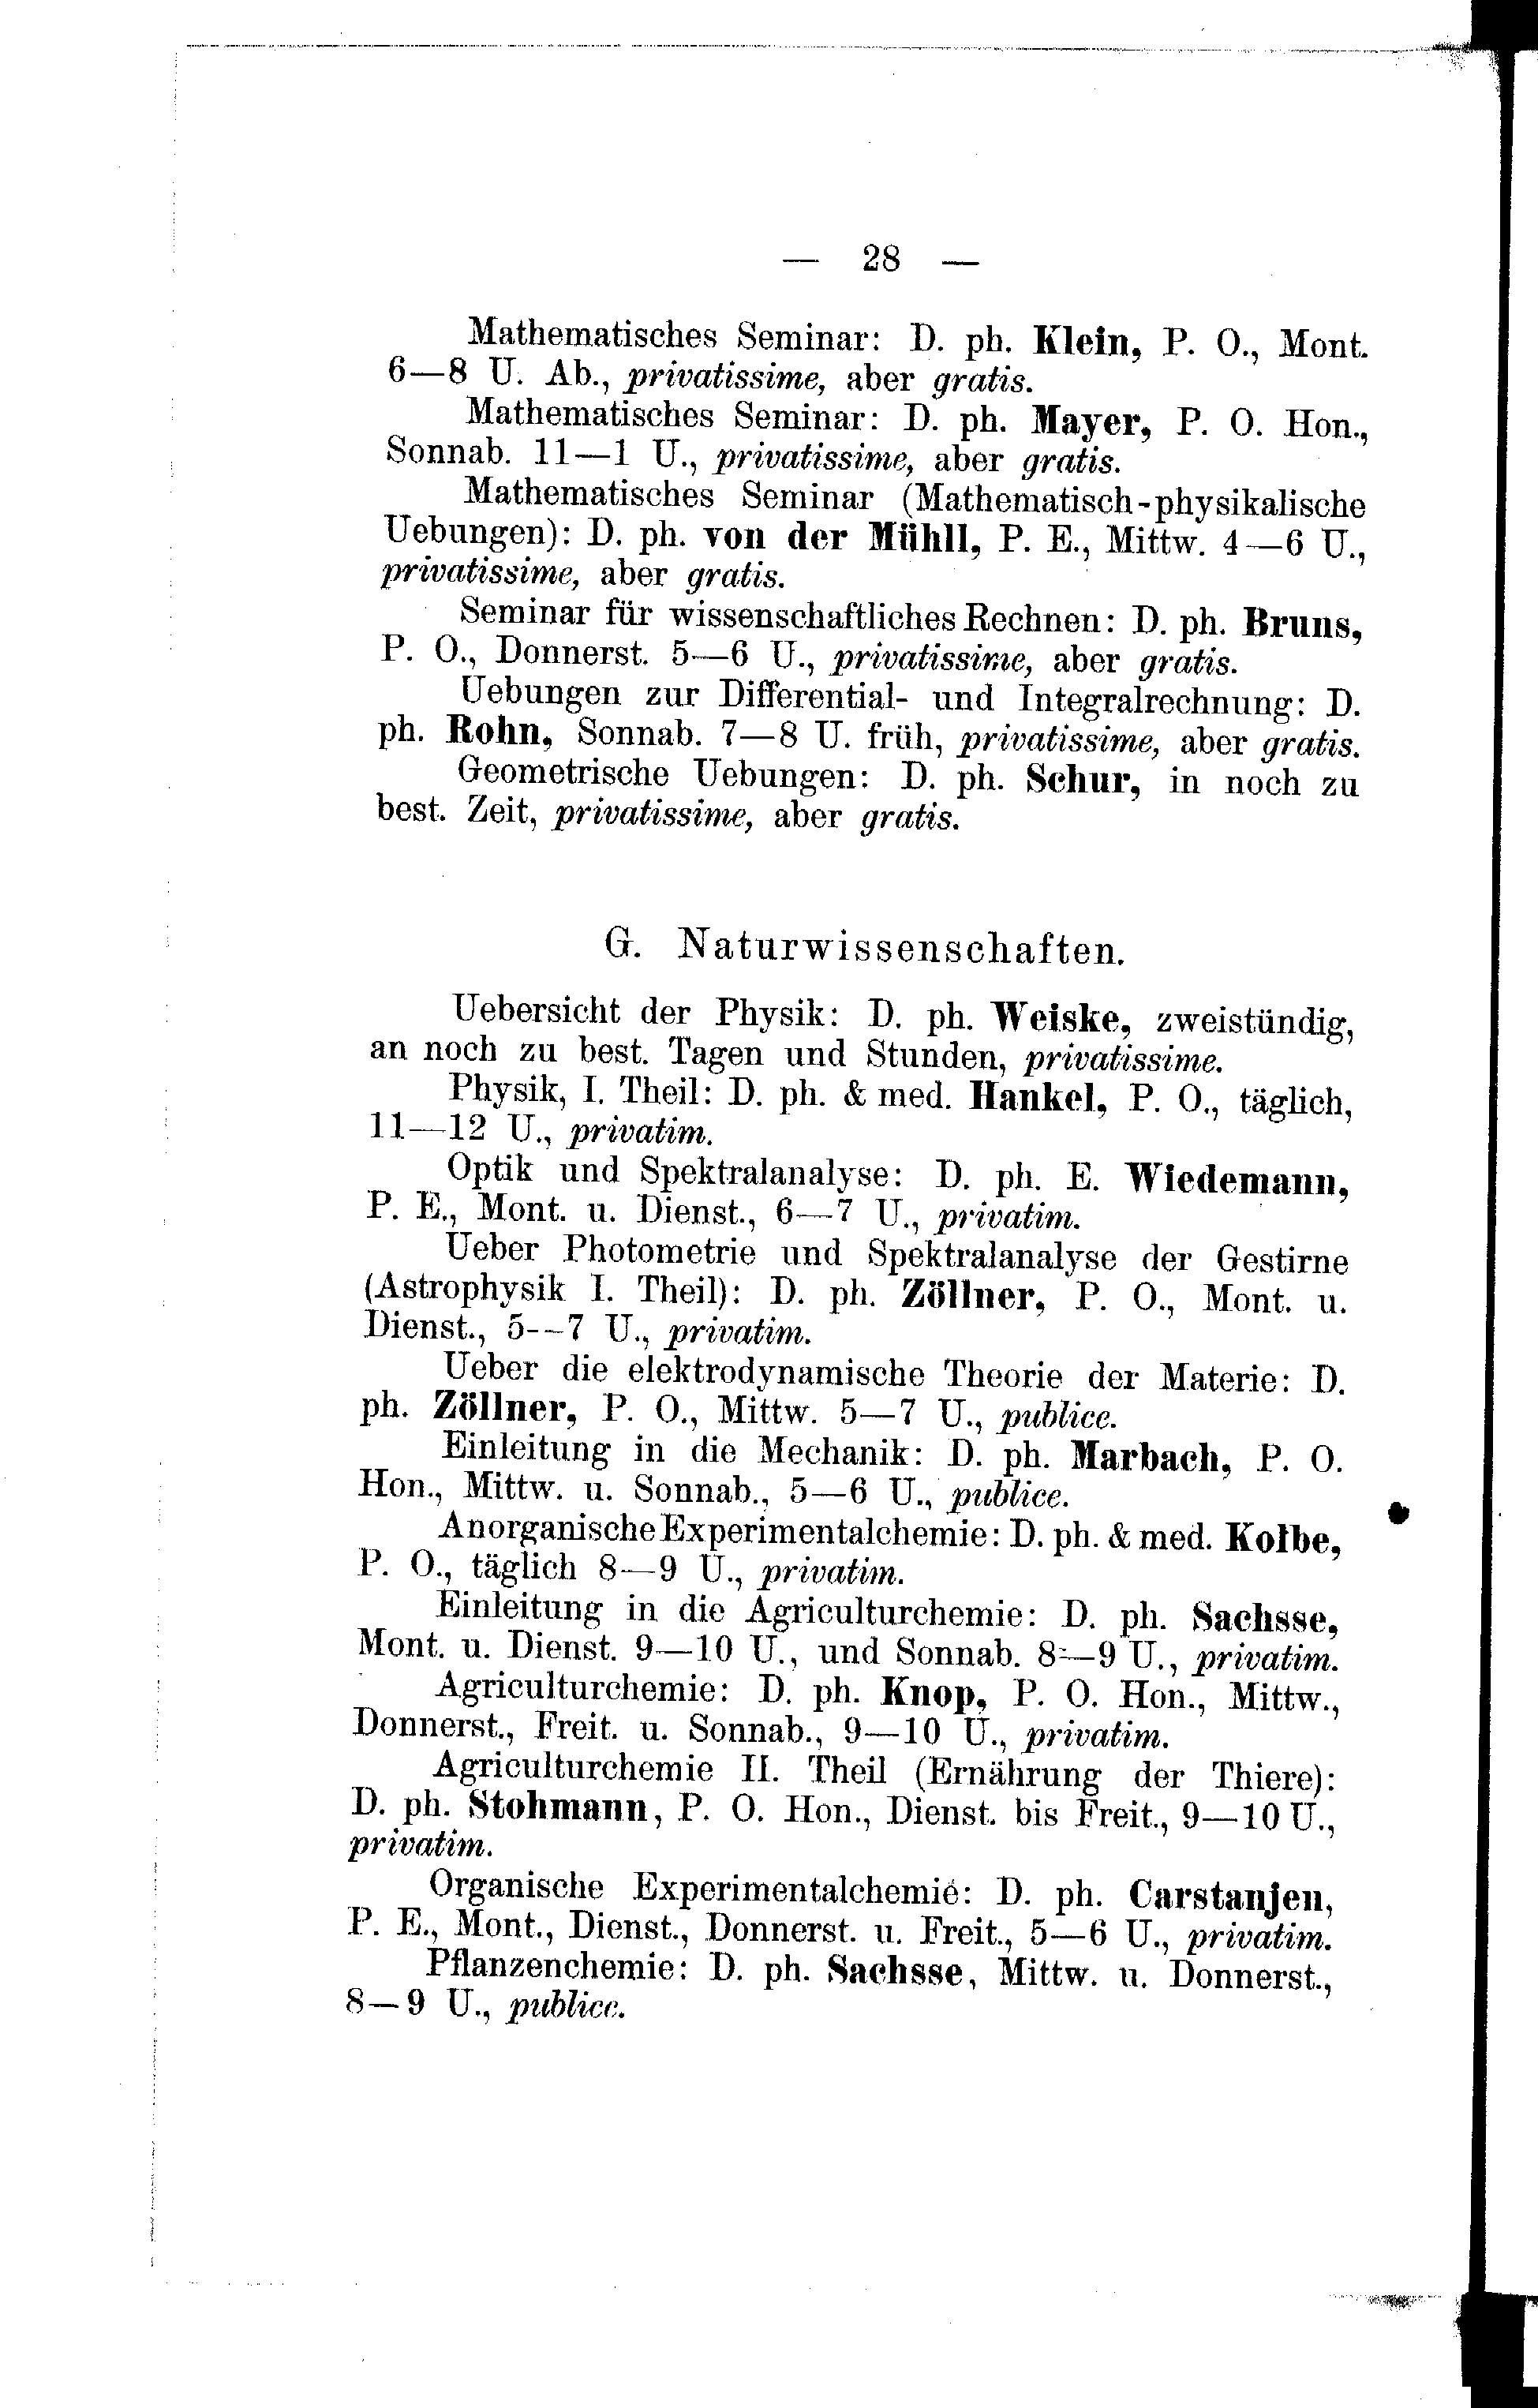 — 28 —
Mathematisches Seminar: D. ph. Klein, P. O., Mont.
6—8 U. Ab., privatissime, aber gratis.
Mathematisches Seminar: D. ph. Mayer, P. O. Hon.,
Sonnab. 11—1 U., privatissime, aber gratis.
Mathematisches Seminar (Mathematisch-physikalische
Uebungen): D. ph. von der Mühll, P. E., Mittw. 4—6 U.,
privatissime, aber gratis.
Seminar für wissenschaftliches Rechnen: D. ph. Bruns,
P. O., Donnerst. 5—6 U., privatissime, aber gratis.
Uebungen zur Differential- und Integralrechnung: D.
ph. Rohn, Sonnab. 7—8 U. früh, privatissime, aber gratis.
Geometrische Uebungen: D. ph. Schur, in noch zu
best. Zeit, privatissime, aber gratis.
G. Naturwissenschaften.
Uebersicht der Physik: D. ph. Weiske, zweistündig,
an noch zu best. Tagen und Stunden, privatissime.
Physik, I. Theil: D. ph. & med. Hankel, P. O., täglich,
11—12 U., privatim.
Optik und Spektralanalyse: D. ph. E. Wiedemann,
P. E., Mont. u. Dienst., 6—7 U., privatim.
Ueber Photometrie und Spektralanalyse der Gestirne
(Astrophysik I. Theil): D. ph. Zöllner, P. O., Mont. u.
Dienst., 5--7 U., privatim.
Ueber die elektrodynamische Theorie der Materie: D.
ph. Zöllner, P. O., Mittw. 5—7 U., publice.
Einleitung in die Mechanik: D. ph. Marbach, P. O.
Hon., Mittw. u. Sonnab., 5—6 U., publice.
Anorganische Experimentalchemie: D. ph. & med. Kolbe,
P. O., täglich 8—9 U., privatim.
Einleitung in die Agriculturchemie: D. ph. Sachsse,
Mont. u. Dienst. 9—10 U., und Sonnab. 8—9 U., privatim.
Agriculturchemie: D. ph. Knop, P. O. Hon., Mittw.,
Donnerst., Freit. u. Sonnab., 9—10 U., privatim.
Agriculturchemie II. Theil (Ernährung der Thiere):
D. ph. Stohmann, P. O. Hon., Dienst. bis Freit., 9—10 U.,
privatim.
Organische Experimentalchemie: D. ph. Carstanjen,
P. E., Mont., Dienst., Donnerst. u. Freit., 5—6 U., privatim.
Pflanzenchemie: D. ph. Sachsse, Mittw. u. Donnerst.,
8—9 U., publice.